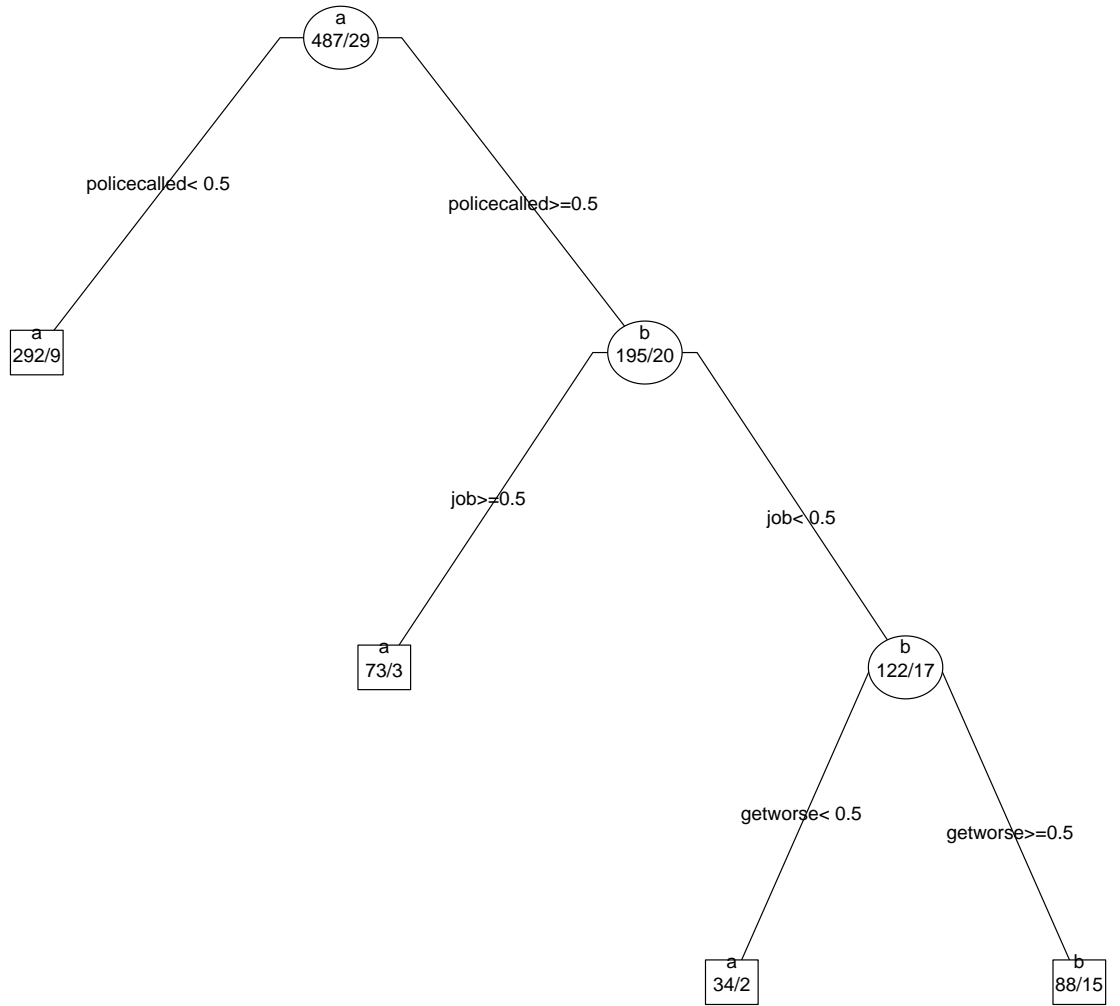 a
487/29
policecalled< 0.5
policecalled>=0.5
a
292/9
b
195/20
job>=0.5
job< 0.5
a
73/3
b
122/17
getworse< 0.5
getworse>=0.5
a
34/2
b
88/15